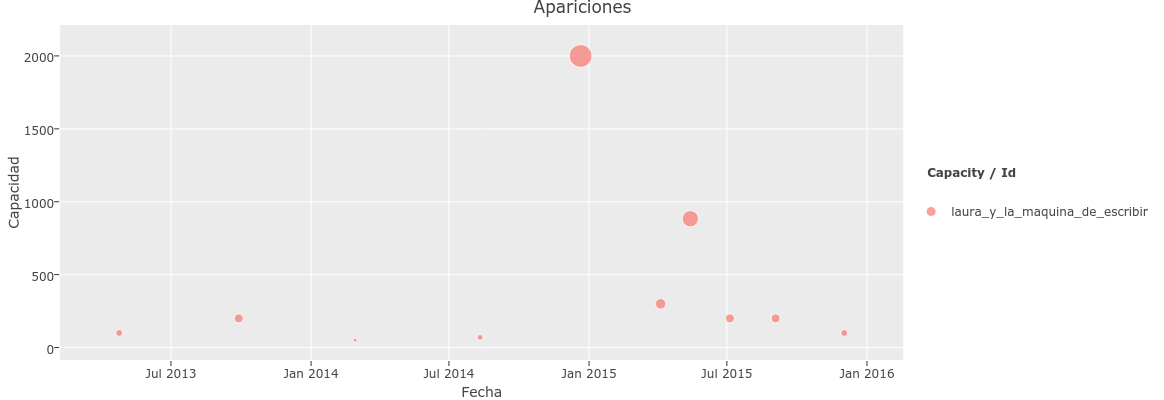 Apariciones
2000
1500
1000
500
0
Capacidad
Jul 2013
Jan 2014
Jul 2014
Jan 2015
Jul 2015
Jan 2016
Fecha
Capacity / Id
laura_y_la_maquina_de_escribir